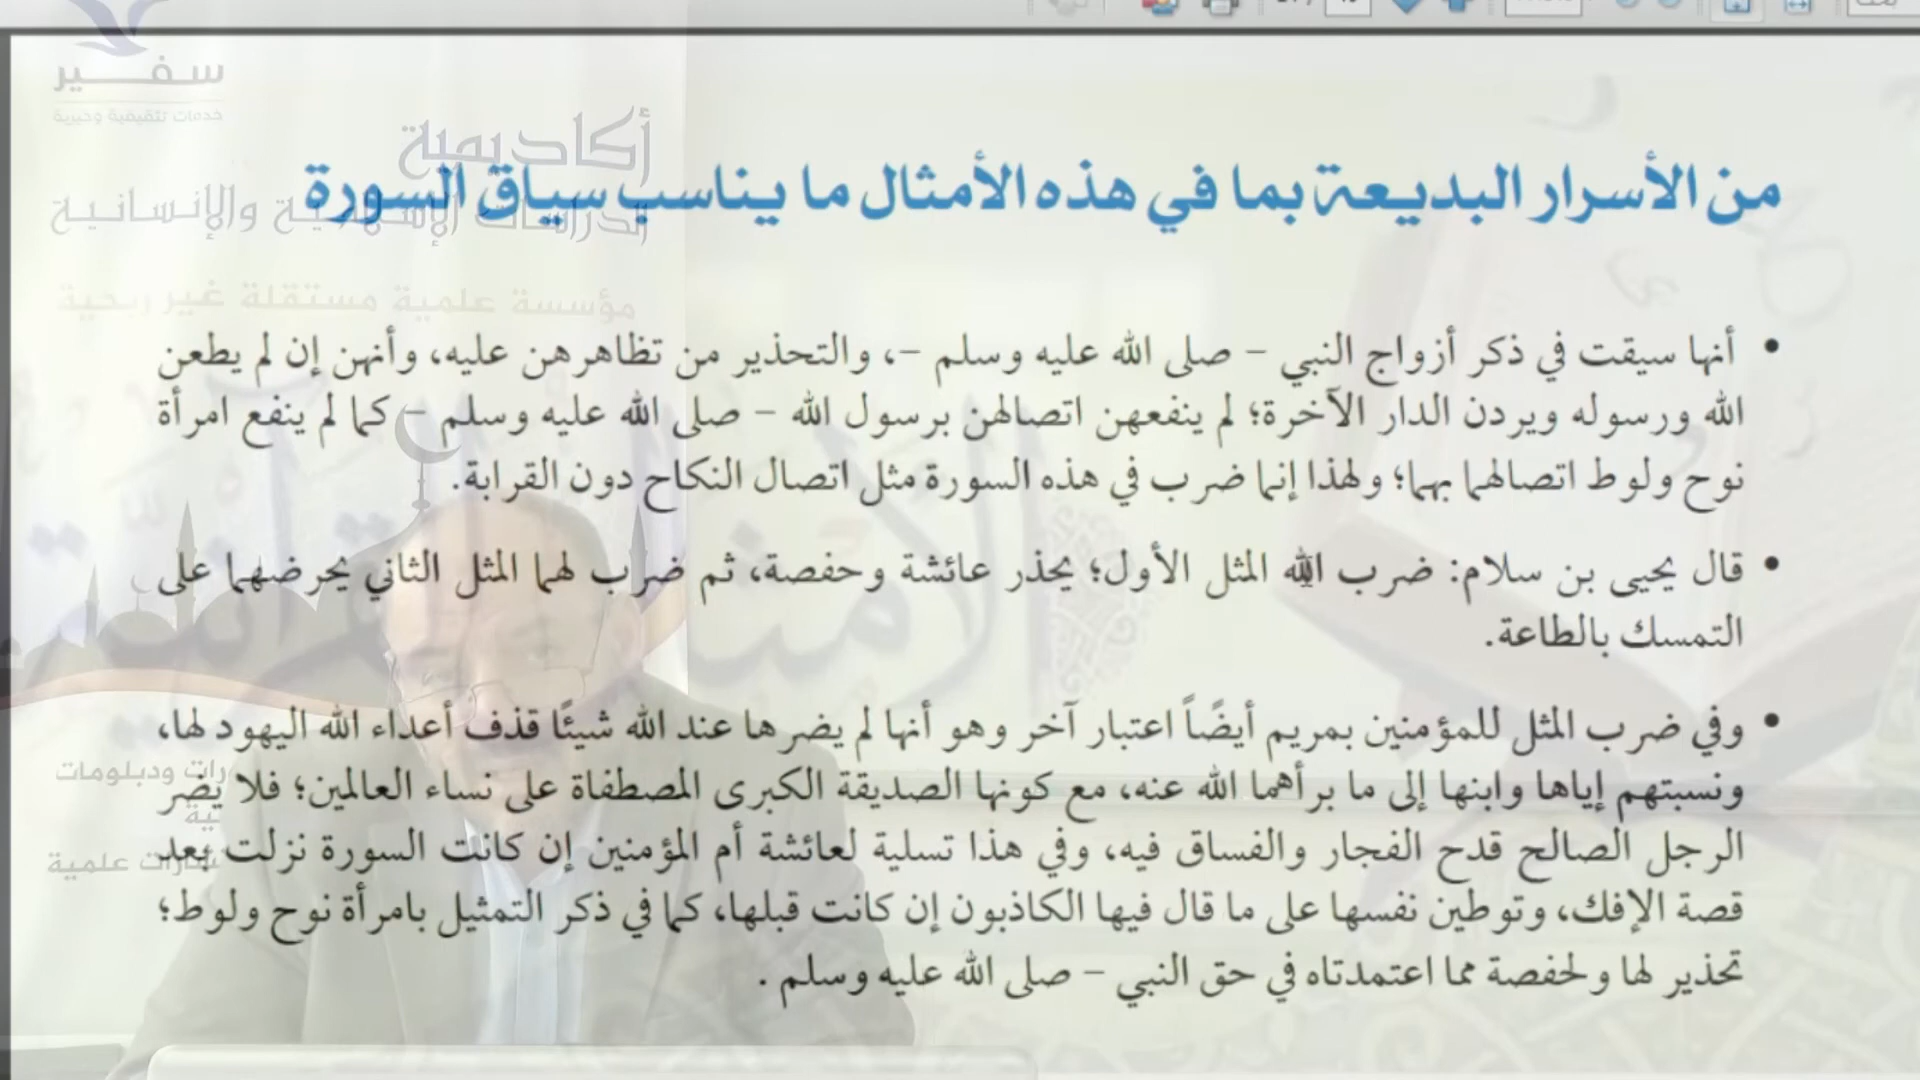 سفير
خدمات تثقيفية وخيرية
أكاديمية
للدراسات الإسلامية والإنسانية
من الأسرار البديعة بما في هذه الأمثال ما يناسب سياق السورة
مؤسسة علمية مستقلة غير ربحية
• أنها سيقت في ذكر أزواج النبي – صلى الله عليه وسلم –، والتحذير من تظاهرهن عليه، وأنهن إن لم يطعن
الله ورسوله ويردن الدار الآخرة؛ لم ينفعهن اتصالهن برسول الله – صلى الله عليه وسلم – كما لم ينفع امرأة
نوح ولوط اتصالهما بهما؛ ولهذا إنما ضرب في هذه السورة مثل اتصال النكاح دون القرابة.
• قال يحيى بن سلام: ضرب الله المثل الأول؛ يحذر عائشة وحفصة، ثم ضراب لهما المثل الثاني يحرضهما على
التمسك بالطاعة.
• وفي ضرب المثل للمؤمنين بمريم أيضًاً اعتبار آخر وهو أنها لم يضرها عند الله شيئًا قذف أعداء الله اليهود لها،
ونسبتهم إياها وابنها إلى ما برأهما الله عنه، مع كونها الصديقة الكبرى المصطفاة على نساء العالمين؛ فلا يضر
الرجل الصالح قدح الفجار والفساق فيه، وفي هذا تسلية لعائشة أم المؤمنين إن كانت السورة نزلت بعد
قصة الإفك، وتوطين نفسها على ما قال فيها الكاذبون إن كانت قبلها، كما في ذكر التمثيل بامرأة نوح ولوط؛
تحذير لها ولحفصة مما اعتمدتاه في حق النبي – صلى الله عليه وسلم .
الأمثال القرآنية
رات ودبلومات
علمية